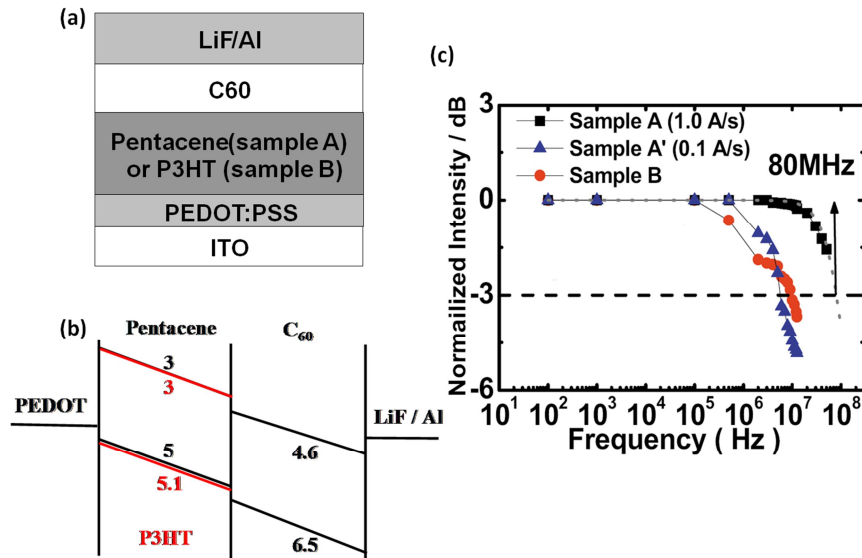 (a)
LiF/Al
C60
Pentacene(sample A)
or P3HT (sample B)
PEDOT:PSS
ITO
(b)
Pentacene
C60
PEDOT
3
3
LiF / Al
5
5.1
4.6
P3HT
6.5
(c)
Normailized Intensity / dB
Sample A (1.0 A/s)
Sample A' (0.1 A/s)
Sample B
80MHz
0
-3
-6
10^1 10^2 10^3 10^4 10^5 10^6 10^7 10^8
Frequency ( Hz )